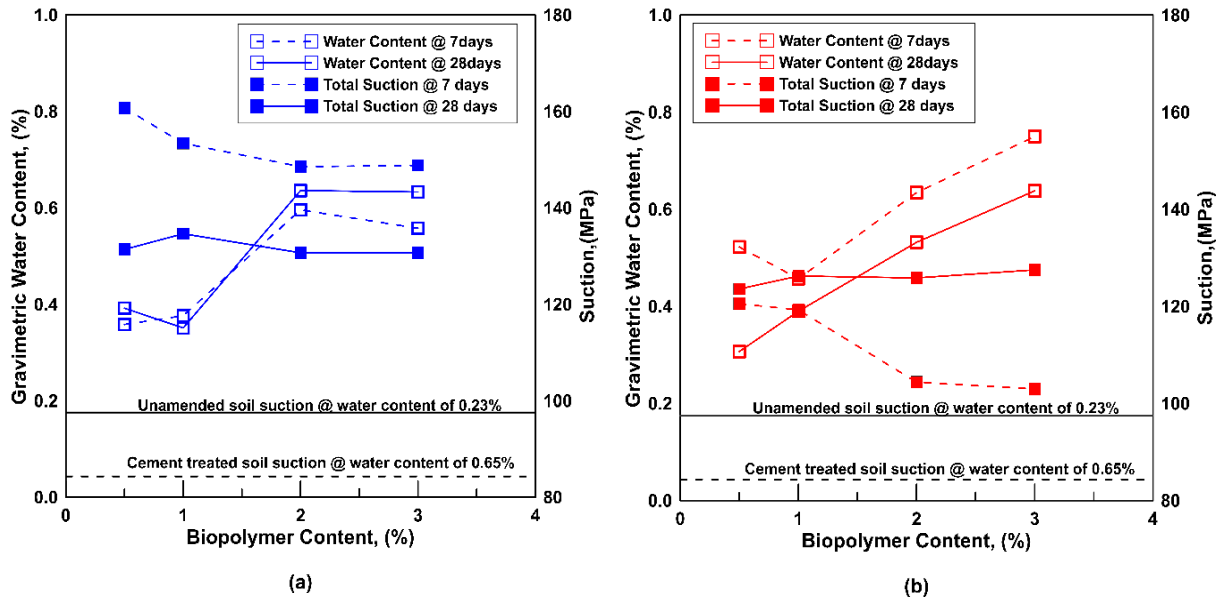 1.0
0.8
0.6
0.4
0.2
0.0
Gravimetric Water Content, (%)
180
160
140
120
100
80
Suction,(MPa)
Water Content @ 7days
Water Content @ 28days
Total Suction @ 7 days
Total Suction @ 28 days
Unamended soil suction @ water content of 0.23%
Cement treated soil suction @ water content of 0.65%
0 1 2 3 4
Biopolymer Content, (%)
(a)
1.0
0.8
0.6
0.4
0.2
0.0
Gravimetric Water Content, (%)
180
160
140
120
100
80
Suction,(MPa)
Water Content @ 7days
Water Content @ 28days
Total Suction @ 7 days
Total Suction @ 28 days
Unamended soil suction @ water content of 0.23%
Cement treated soil suction @ water content of 0.65%
0 1 2 3 4
Biopolymer Content, (%)
(b)